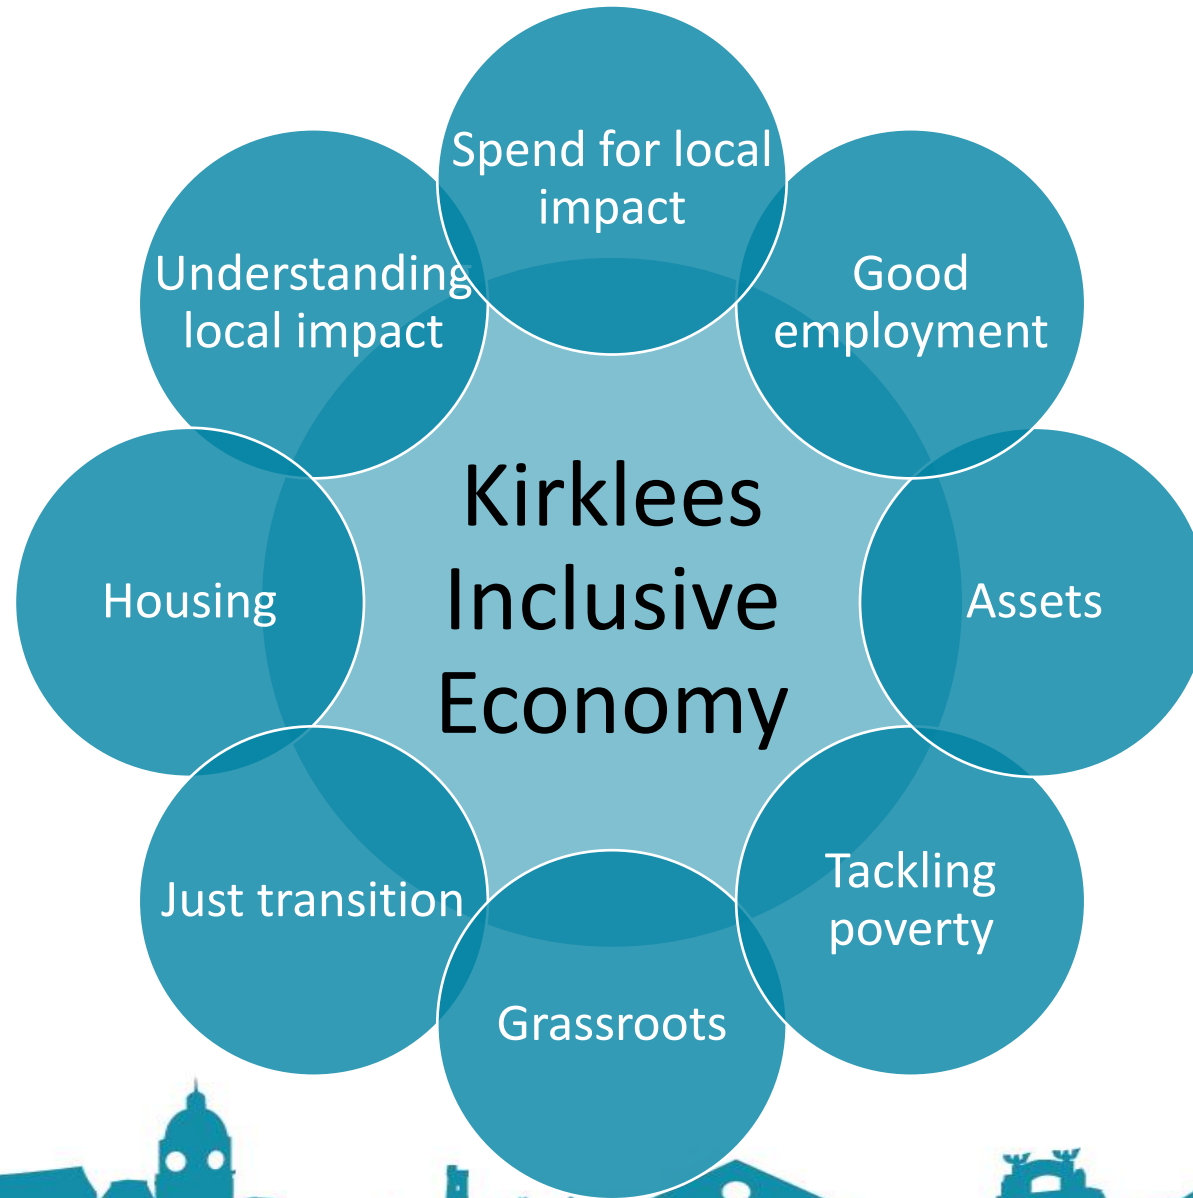 Spend for local
impact
Good
employment
Assets
Tackling
poverty
Grassroots
Just transition
Housing
Understanding
local impact
Kirklees
Inclusive
Economy